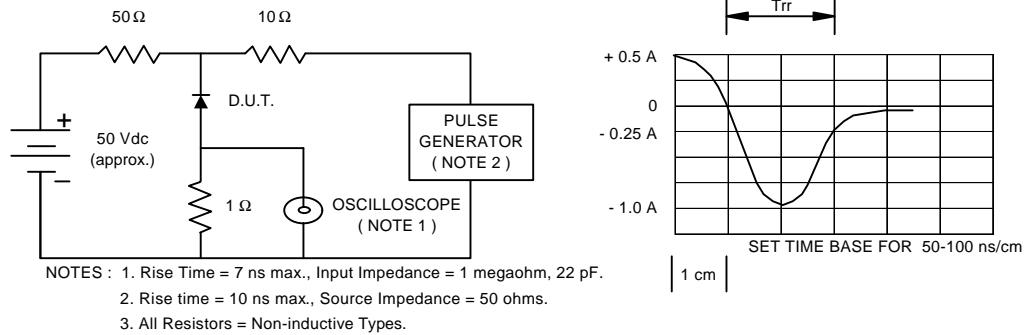 50 Ω
10 Ω
+
D.U.T.
50 Vdc
(approx.)
PULSE
GENERATOR
( NOTE 2 )
1 Ω
OSCILLOSCOPE
( NOTE 1 )
Trr
+ 0.5 A
0
- 0.25 A
- 1.0 A
SET TIME BASE FOR 50-100 ns/cm
1 cm
NOTES : 1. Rise Time = 7 ns max., Input Impedance = 1 megaohm, 22 pF.
2. Rise time = 10 ns max., Source Impedance = 50 ohms.
3. All Resistors = Non-inductive Types.